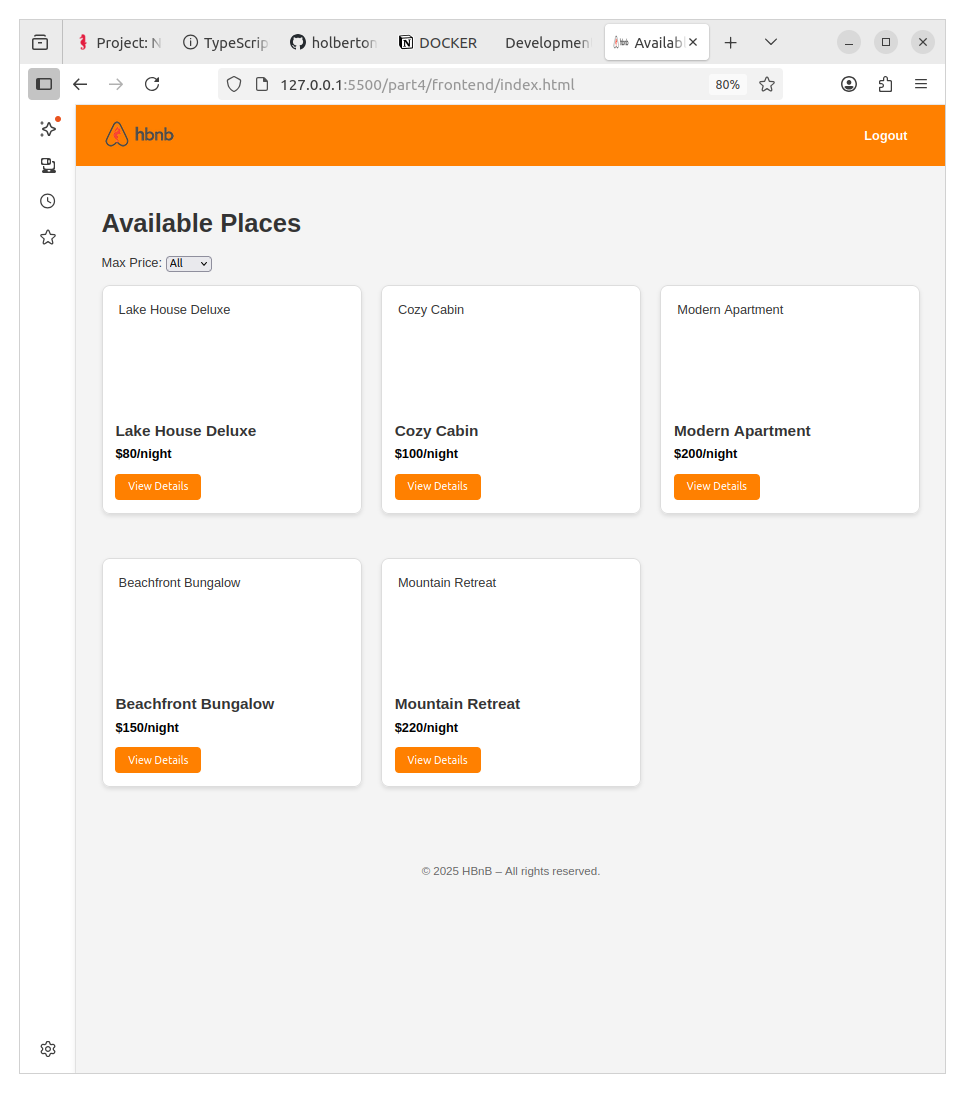 Project: N
TypeScrip
holberton
DOCKER
Developmen
Availab
127.0.0.1:5500/part4/frontend/index.html
80%
hbnb
Logout
Available Places
Max Price: All
Lake House Deluxe
Cozy Cabin
Modern Apartment
Lake House Deluxe
Cozy Cabin
Modern Apartment
$80/night
$100/night
$200/night
View Details
View Details
View Details
Beachfront Bungalow
Mountain Retreat
Beachfront Bungalow
Mountain Retreat
$150/night
$220/night
View Details
View Details
© 2025 HBnB – All rights reserved.